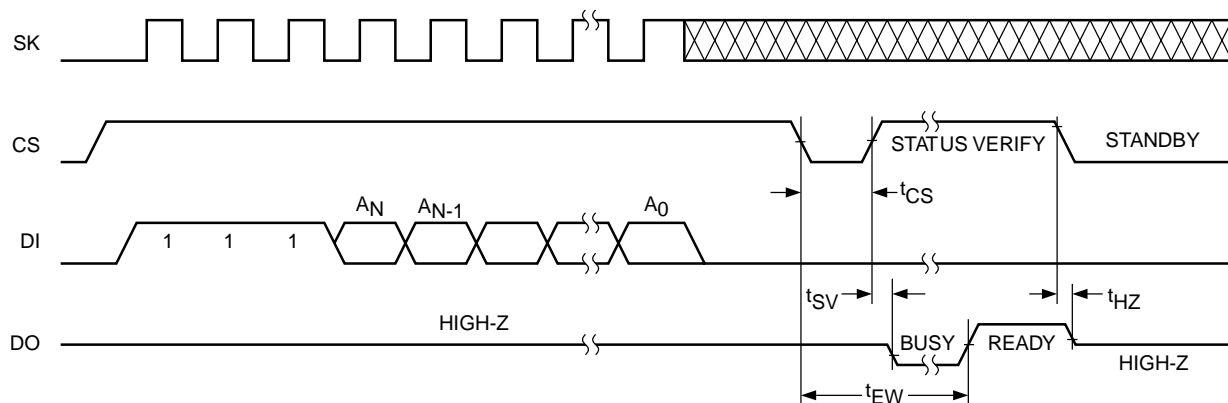 SK
CS
STATUS VERIFY
STANDBY
tCS
AN
AN-1
A0
DI
1 1 1
tSV
tHZ
HIGH-Z
DO
BUSY
READY
HIGH-Z
tEW